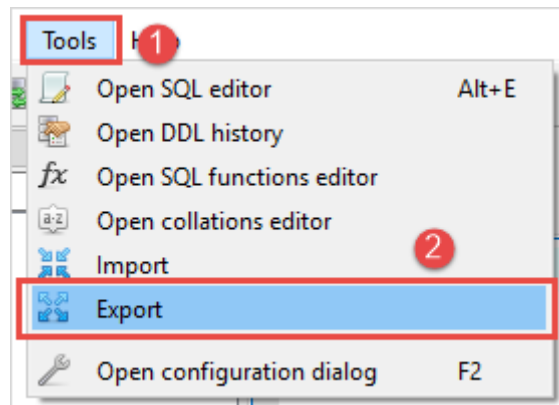 Tools
1
Open SQL editor Alt+E
Open DDL history
fx Open SQL functions editor
a-z Open collations editor
Import
2
Export
Open configuration dialog F2